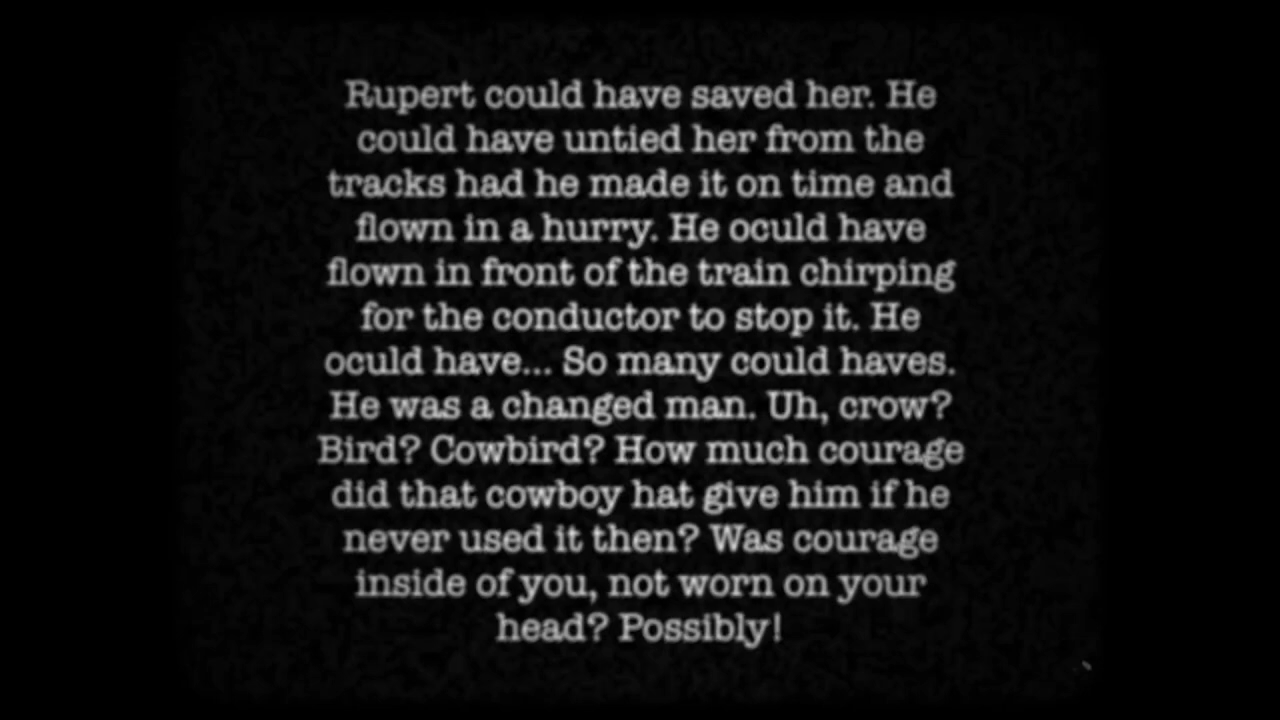 Rupert could have saved her. He
could have untied her from the
tracks had he made it on time and
flown in a hurry. He oculd have
flown in front of the train chirping
for the conductor to stop it. He
oculd have... So many could haves.
He was a changed man. Uh, crow?
Bird? Cowbird? How much courage
did that cowboy hat give him if he
never used it then? Was courage
inside of you, not worn on your
head? Possibly!